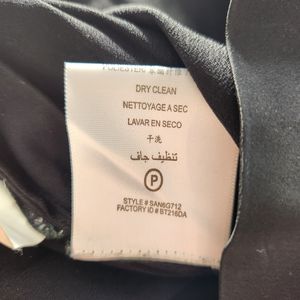 DRY CLEAN
NETTOYAGE A SEC
LAVAR EN SECO
干洗
تنظيف جاف
P
STYLE # SAN6G712
FACTORY ID # BT216DA